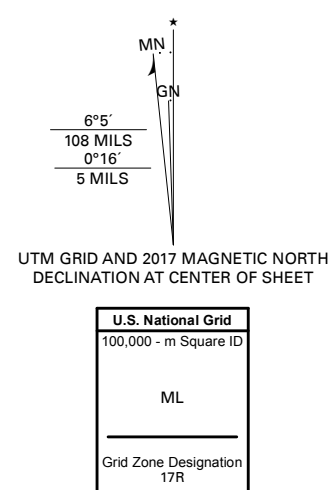 ★
MN
GN
6°5´
108 MILS
0°16´
5 MILS
UTM GRID AND 2017 MAGNETIC NORTH
DECLINATION AT CENTER OF SHEET
U.S. National Grid
100,000 - m Square ID
ML
Grid Zone Designation
17R